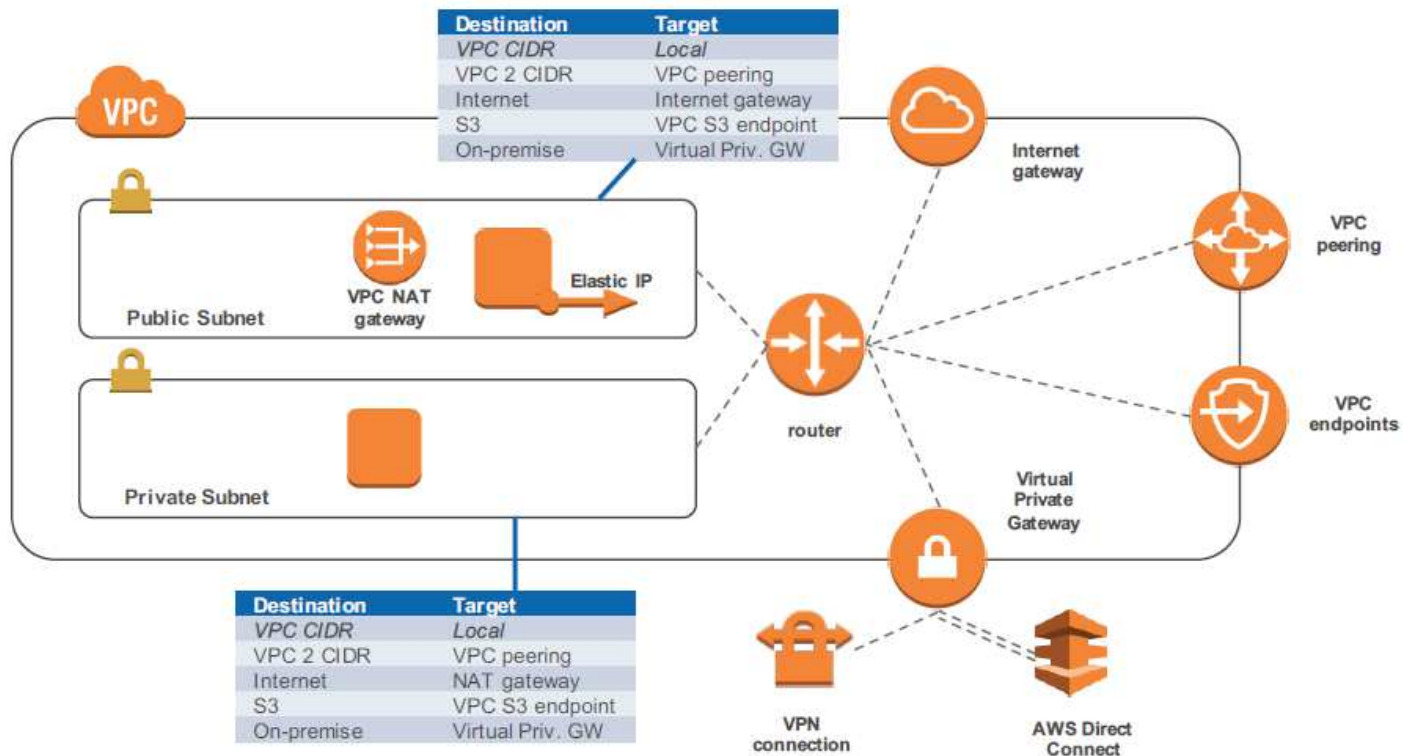 Destination Target
VPC CIDR Local
VPC 2 CIDR VPC peering
Internet Internet gateway
S3 VPC S3 endpoint
On-premise Virtual Priv. GW
VPC
Internet
gateway
VPC
peering
Elastic IP
VPC NAT
gateway
Public Subnet
router
VPC
endpoints
Virtual
Private
Gateway
Private Subnet
Destination Target
VPC CIDR Local
VPC 2 CIDR VPC peering
Internet NAT gateway
S3 VPC S3 endpoint
On-premise Virtual Priv. GW
VPN
connection
AWS Direct
Connect